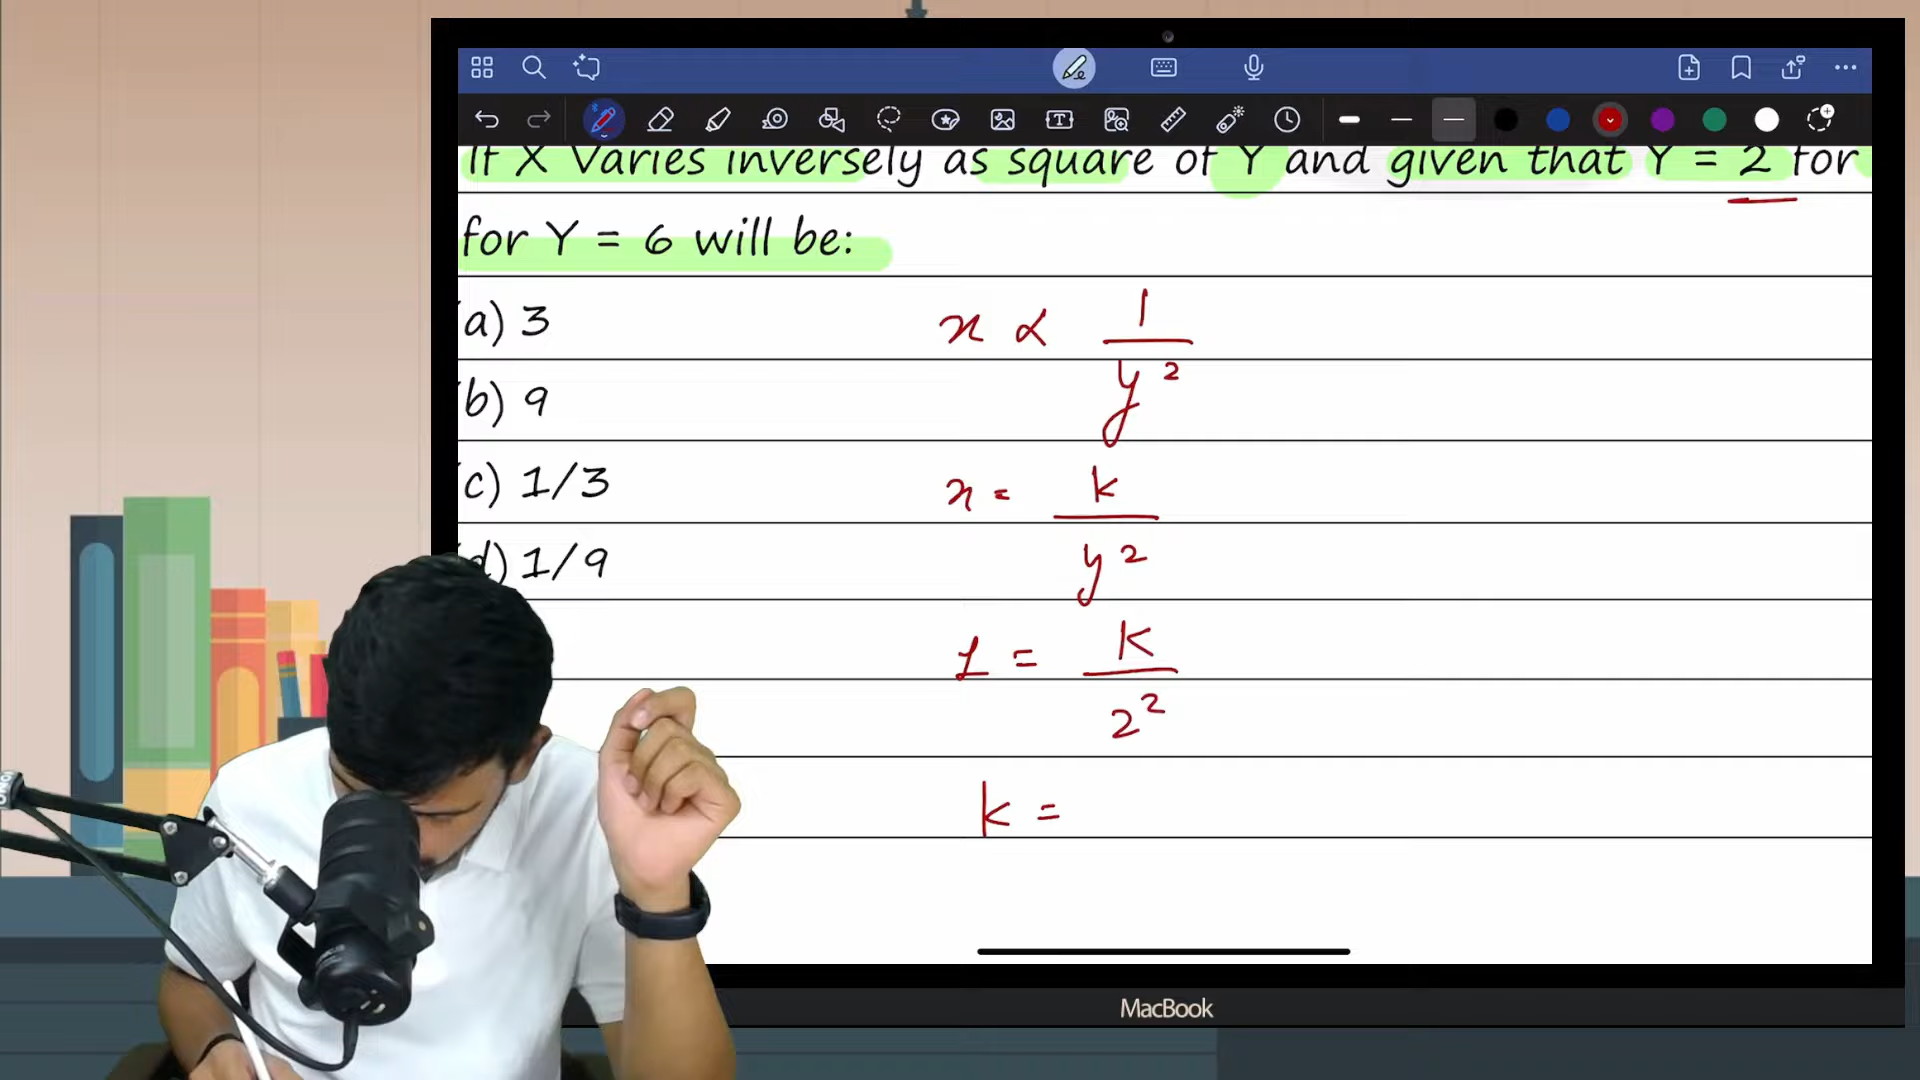 If X Varies inversely as square of Y and given that Y = 2 for
for Y = 6 will be:
(a) 3
(b) 9
(c) 1/3
(d) 1/9
x ∝ 1/y²
x = k/y²
1 = K/2²
k =
MacBook